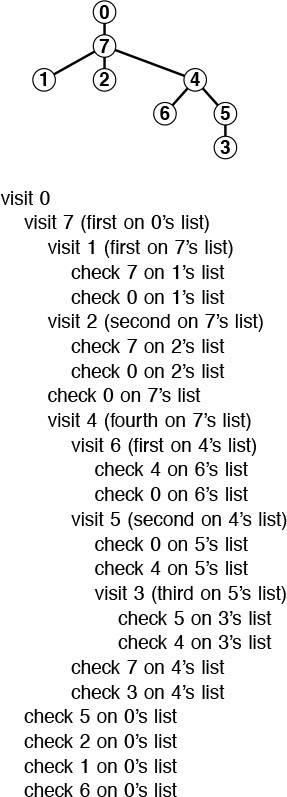 0
7
1 2 4
6 5
3
visit 0
visit 7 (first on 0's list)
visit 1 (first on 7's list)
check 7 on 1's list
check 0 on 1's list
visit 2 (second on 7's list)
check 7 on 2's list
check 0 on 2's list
check 0 on 7's list
visit 4 (fourth on 7's list)
visit 6 (first on 4's list)
check 4 on 6's list
check 0 on 6's list
visit 5 (second on 4's list)
check 0 on 5's list
check 4 on 5's list
visit 3 (third on 5's list)
check 5 on 3's list
check 4 on 3's list
check 7 on 4's list
check 3 on 4's list
check 5 on 0's list
check 2 on 0's list
check 1 on 0's list
check 6 on 0's list